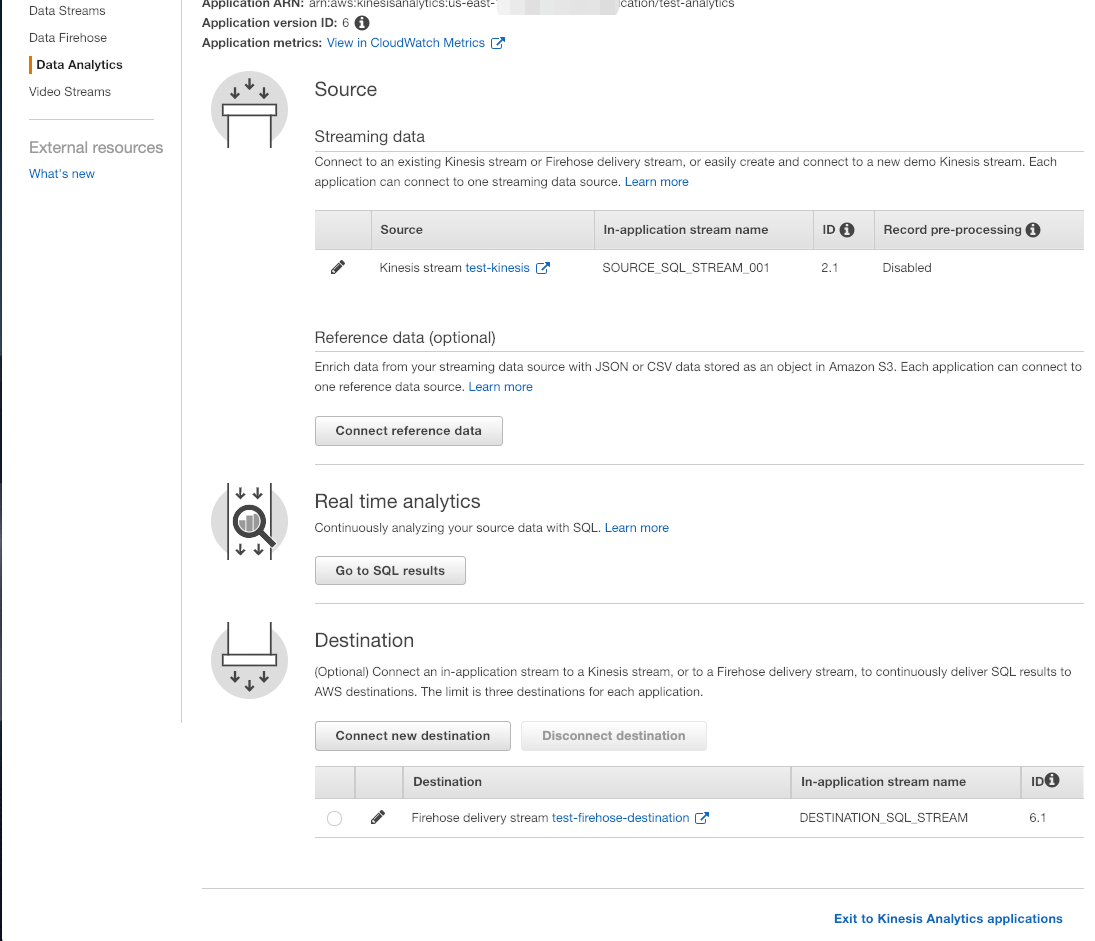 Data Streams
Data Firehose
Data Analytics
Video Streams
External resources
What's new
Application ARN: arn:aws:kinesisanalytics:us-east- ication/test-analytics
Application version ID: 6
Application metrics: View in CloudWatch Metrics
Source
Streaming data
Connect to an existing Kinesis stream or Firehose delivery stream, or easily create and connect to a new demo Kinesis stream. Each
application can connect to one streaming data source. Learn more
Source In-application stream name ID Record pre-processing
Kinesis stream test-kinesis SOURCE_SQL_STREAM_001 2.1 Disabled
Reference data (optional)
Enrich data from your streaming data source with JSON or CSV data stored as an object in Amazon S3. Each application can connect to
one reference data source. Learn more
Connect reference data
Real time analytics
Continuously analyzing your source data with SQL. Learn more
Go to SQL results
Destination
(Optional) Connect an in-application stream to a Kinesis stream, or to a Firehose delivery stream, to continuously deliver SQL results to
AWS destinations. The limit is three destinations for each application.
Connect new destination Disconnect destination
Destination In-application stream name ID
Firehose delivery stream test-firehose-destination DESTINATION_SQL_STREAM 6.1
Exit to Kinesis Analytics applications